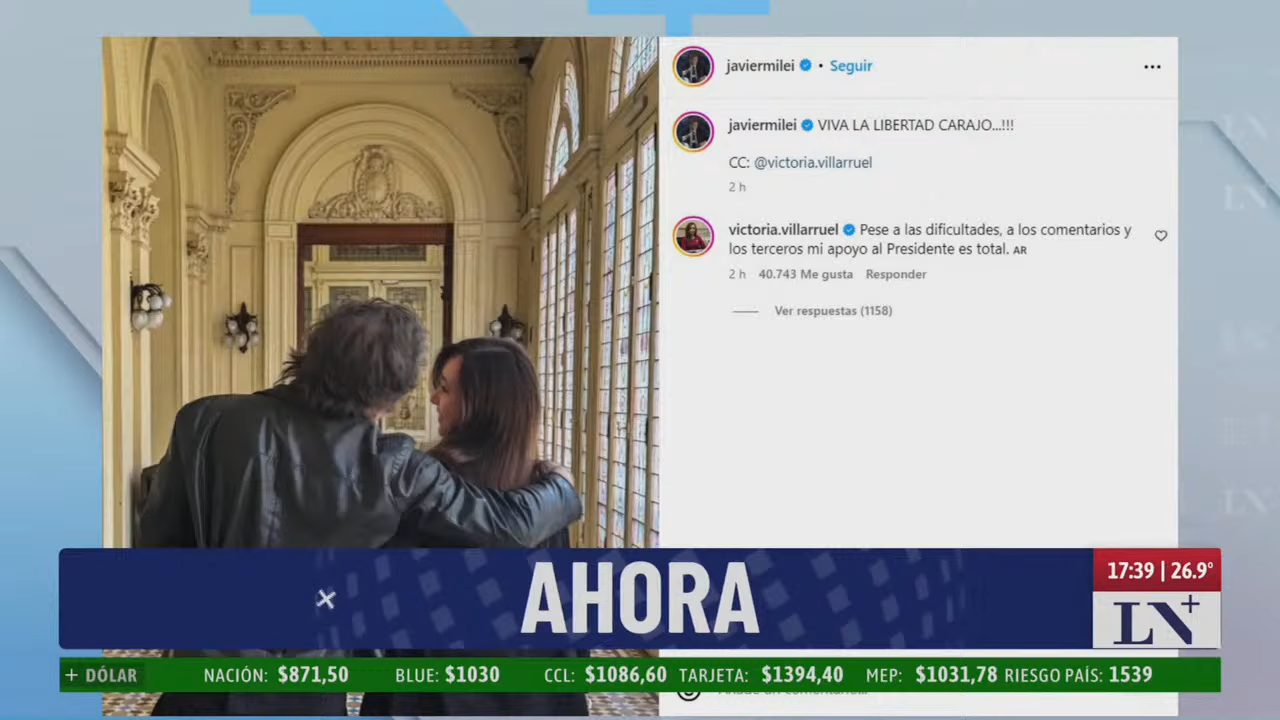 javiermilei • Seguir
javiermilei VIVA LA LIBERTAD CARAJO...!!!
CC: @victoria.villarruel
2 h
victoria.villarruel Pese a las dificultades, a los comentarios y
los terceros mi apoyo al Presidente es total. AR
2 h 40.743 Me gusta Responder
Ver respuestas (1158)
AHORA
17:39 | 26.9°
LN+
+ DÓLAR NACIÓN: $871,50 BLUE: $1030 CCL: $1086,60 TARJETA: $1394,40 MEP: $1031,78 RIESGO PAÍS: 1539